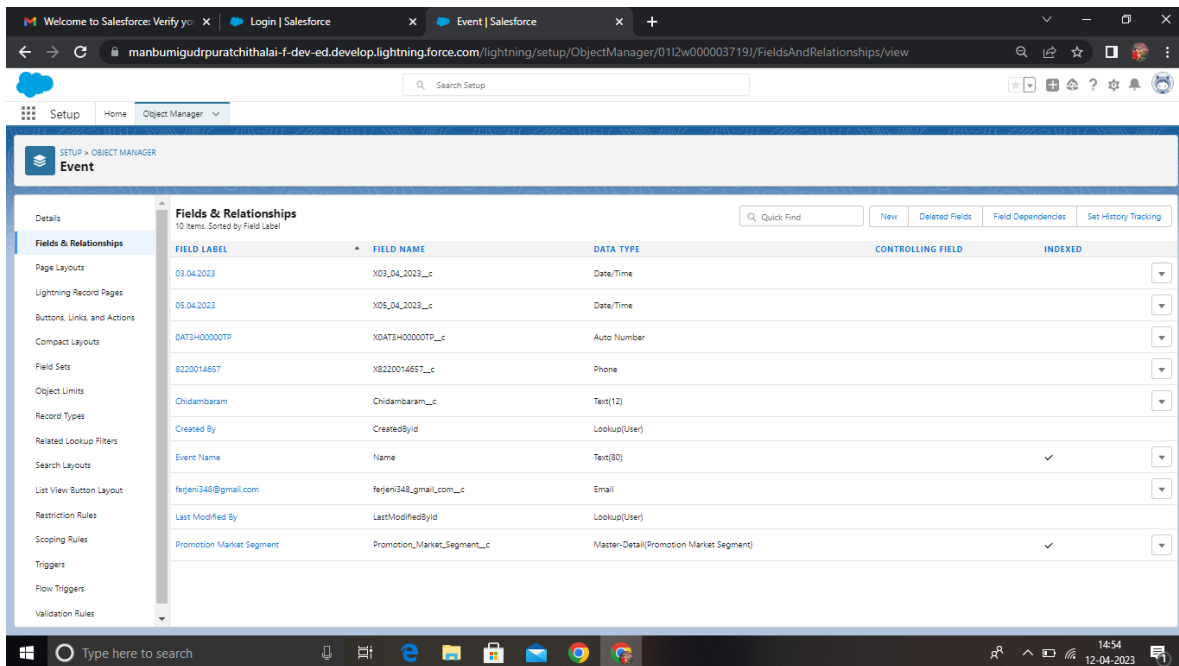 Welcome to Salesforce: Verify yo
Login | Salesforce
Event | Salesforce
manbumigudrpuratchithalai-f-dev-ed.develop.lightning.force.com/lightning/setup/ObjectManager/01I2w000003719J/FieldsAndRelationships/view
Search Setup
Setup Home Object Manager
SETUP > OBJECT MANAGER
Event
Details
Fields & Relationships
Page Layouts
Lightning Record Pages
Buttons, Links, and Actions
Compact Layouts
Field Sets
Object Limits
Record Types
Related Lookup Filters
Search Layouts
List View Button Layout
Restriction Rules
Scoping Rules
Triggers
Flow Triggers
Validation Rules
Fields & Relationships
10 Items, Sorted by Field Label
Quick Find New Deleted Fields Field Dependencies Set History Tracking
FIELD LABEL FIELD NAME DATA TYPE CONTROLLING FIELD INDEXED
03.04.2023 X03_04_2023__c Date/Time
05.04.2023 X05_04_2023__c Date/Time
0AT3H00000TP X0AT3H00000TP__c Auto Number
8220014657 X8220014657__c Phone
Chidambaram Chidambaram__c Text(12)
Created By CreatedById Lookup(User)
Event Name Name Text(80)
ferjeni348@gmail.com ferjeni348_gmail_com__c Email
Last Modified By LastModifiedById Lookup(User)
Promotion Market Segment Promotion_Market_Segment__c Master-Detail(Promotion Market Segment)
Type here to search
14:54
12-04-2023